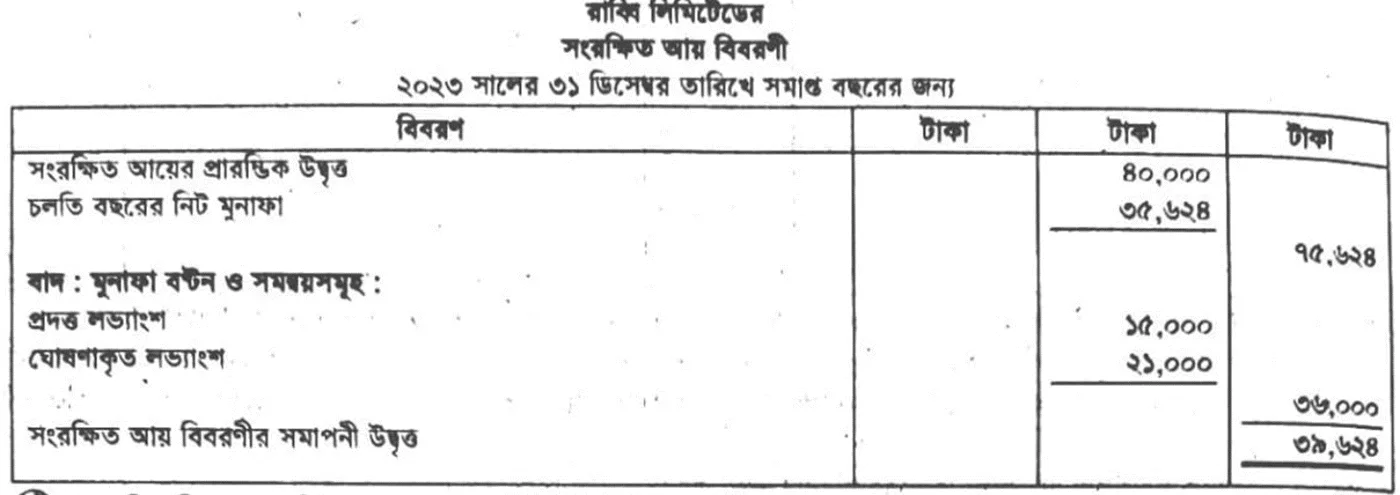 রাব্বি লিমিটেডের
সংরক্ষিত আয় বিবরণী
২০২৩ সালের ৩১ ডিসেম্বর তারিখে সমাপ্ত বছরের জন্য
বিবরণ টাকা টাকা টাকা
সংরক্ষিত আয়ের প্রারম্ভিক উদ্বৃত্ত ৪০,০০০
চলতি বছরের নিট মুনাফা ৩৫,৬২৪
৭৫,৬২৪
বাদ : মুনাফা বণ্টন ও সমন্বয়সমূহ :
প্রদত্ত লভ্যাংশ ১৫,০০০
ঘোষণাকৃত লভ্যাংশ ২১,০০০
৩৬,০০০
সংরক্ষিত আয় বিবরণীর সমাপনী উদ্বৃত্ত ৩৯,৬২৪